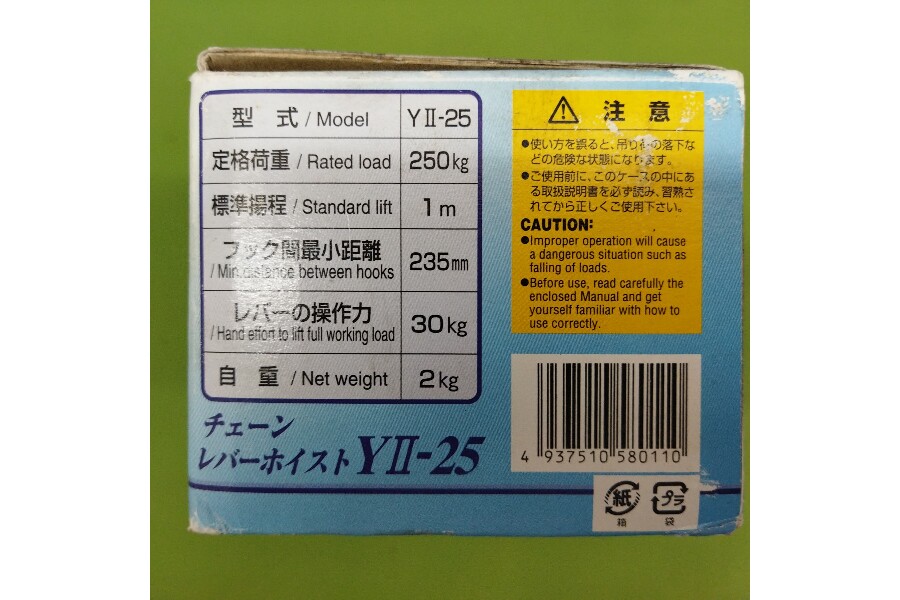 型 式 / Model YⅡ-25
定格荷重 / Rated load 250kg
標準揚程 / Standard lift 1m
フック間最小距離
/ Min.distance between hooks 235mm
レバーの操作力
/ Hand effort to lift full working load 30kg
自 重 / Net weight 2kg
チェーン
レバーホイスト YⅡ-25
注 意
●使い方を誤ると、吊り荷の落下な
どの危険な状態になります。
●ご使用前に、このケースの中にあ
る取扱説明書を必ず読み、習熟さ
れてから正しくご使用下さい。
CAUTION:
●Improper operation will cause
a dangerous situation such as
falling of loads.
●Before use, read carefully the
enclosed Manual and get
yourself familiar with how to
use correctly.
4 937510 580110
紙 プラ
箱 袋